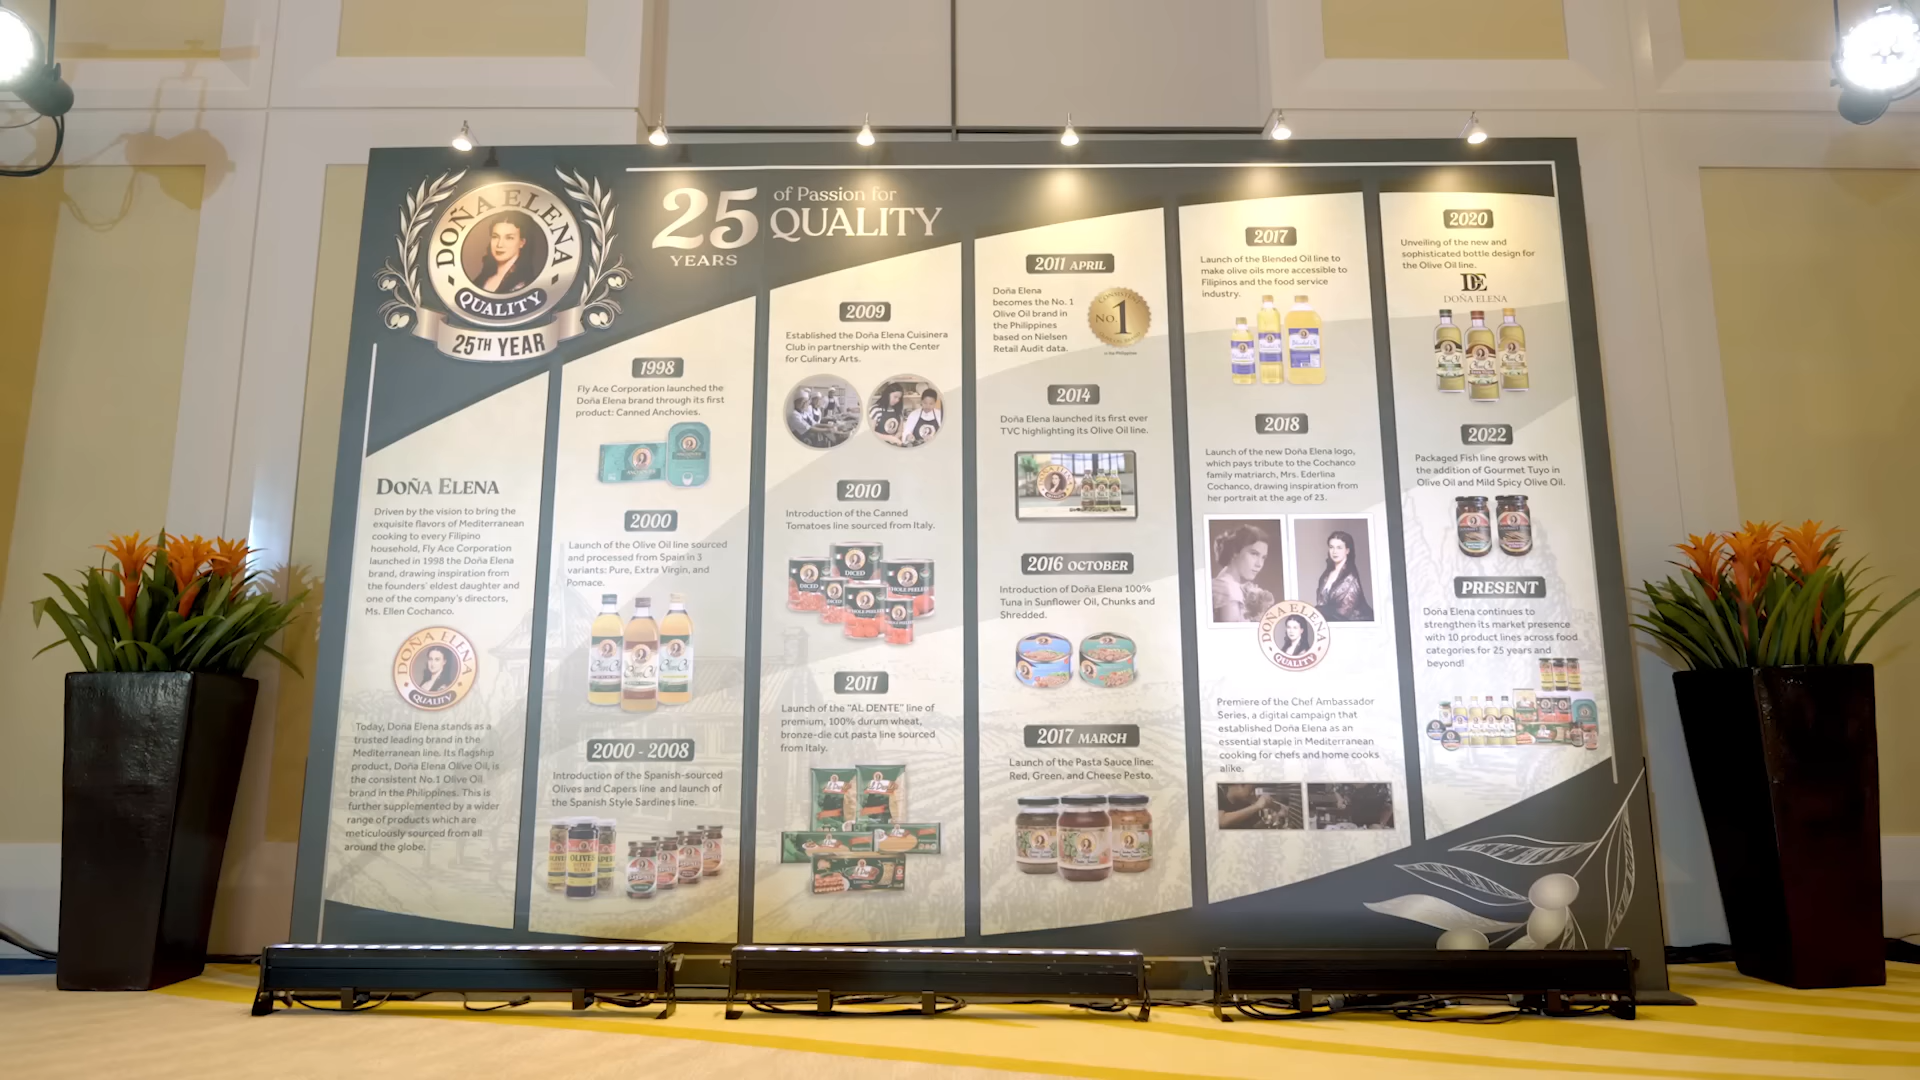 DOÑA ELENA
QUALITY
25TH YEAR
25
YEARS
of Passion for
QUALITY
DOÑA ELENA
Driven by the vision to bring the
exquisite flavors of Mediterranean
cooking to every Filipino
household, Fly Ace Corporation
launched in 1998 the Doña Elena
brand, drawing inspiration from
the founders' eldest daughter and
one of the company's directors,
Ms. Ellen Cochanco.
DOÑA ELENA
QUALITY
Today, Doña Elena stands as a
trusted leading brand in the
Mediterranean line. Its flagship
product, Doña Elena Olive Oil, is
the consistent No.1 Olive Oil
brand in the Philippines. This is
further supplemented by a wider
range of products which are
meticulously sourced from all
around the globe.
1998
Fly Ace Corporation launched the
Doña Elena brand through its first
product: Canned Anchovies.
2000
Launch of the Olive Oil line sourced
and processed from Spain in 3
variants: Pure, Extra Virgin, and
Pomace.
2000 - 2008
Introduction of the Spanish-sourced
Olives and Capers line and launch of
the Spanish Style Sardines line.
OLIVES
2009
Established the Doña Elena Cuisinera
Club in partnership with the Center
for Culinary Arts.
2010
Introduction of the Canned
Tomatoes line sourced from Italy.
DICED
DICED
WHOLE PEELED
WHOLE PEELED
2011
Launch of the "AL DENTE" line of
premium, 100% durum wheat,
bronze-die cut pasta line sourced
from Italy.
2011 APRIL
Doña Elena
becomes the No. 1
Olive Oil brand in
the Philippines
based on Nielsen
Retail Audit data.
No. 1
in the Philippines
2014
Doña Elena launched its first ever
TVC highlighting its Olive Oil line.
2016 OCTOBER
Introduction of Doña Elena 100%
Tuna in Sunflower Oil, Chunks and
Shredded.
2017 MARCH
Launch of the Pasta Sauce line:
Red, Green, and Cheese Pesto.
2017
Launch of the Blended Oil line to
make olive oils more accessible to
Filipinos and the food service
industry.
2018
Launch of the new Doña Elena logo,
which pays tribute to the Cochanco
family matriarch, Mrs. Ederlina
Cochanco, drawing inspiration from
her portrait at the age of 23.
DOÑA ELENA
QUALITY
Premiere of the Chef Ambassador
Series, a digital campaign that
established Doña Elena as an
essential staple in Mediterranean
cooking for chefs and home cooks
alike.
2020
Unveiling of the new and
sophisticated bottle design for
the Olive Oil line.
DE
DOÑA ELENA
2022
Packaged Fish line grows with
the addition of Gourmet Tuyo in
Olive Oil and Mild Spicy Olive Oil.
PRESENT
Doña Elena continues to
strengthen its market presence
with 10 product lines across food
categories for 25 years and
beyond!